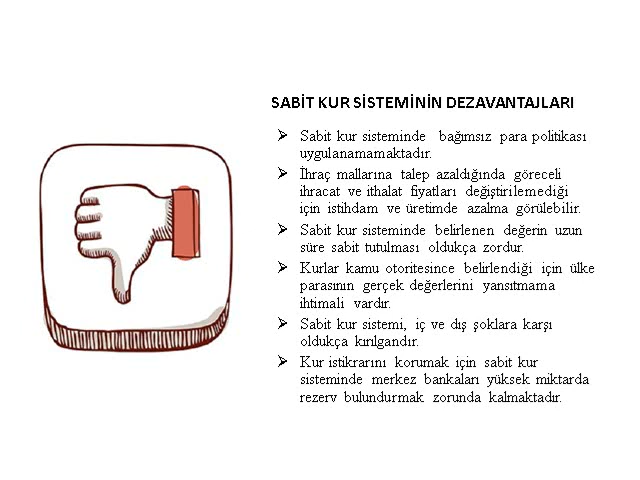 SABİT KUR SİSTEMİNİN DEZAVANTAJLARI
➢ Sabit kur sisteminde bağımsız para politikası
uygulanamamaktadır.
➢ İhraç mallarına talep azaldığında göreceli
ihracat ve ithalat fiyatları değiştirilemediği
için istihdam ve üretimde azalma görülebilir.
➢ Sabit kur sisteminde belirlenen değerin uzun
süre sabit tutulması oldukça zordur.
➢ Kurlar kamu otoritesince belirlendiği için ülke
parasının gerçek değerlerini yansıtmama
ihtimali vardır.
➢ Sabit kur sistemi, iç ve dış şoklara karşı
oldukça kırılgandır.
➢ Kur istikrarını korumak için sabit kur
sisteminde merkez bankaları yüksek miktarda
rezerv bulundurmak zorunda kalmaktadır.